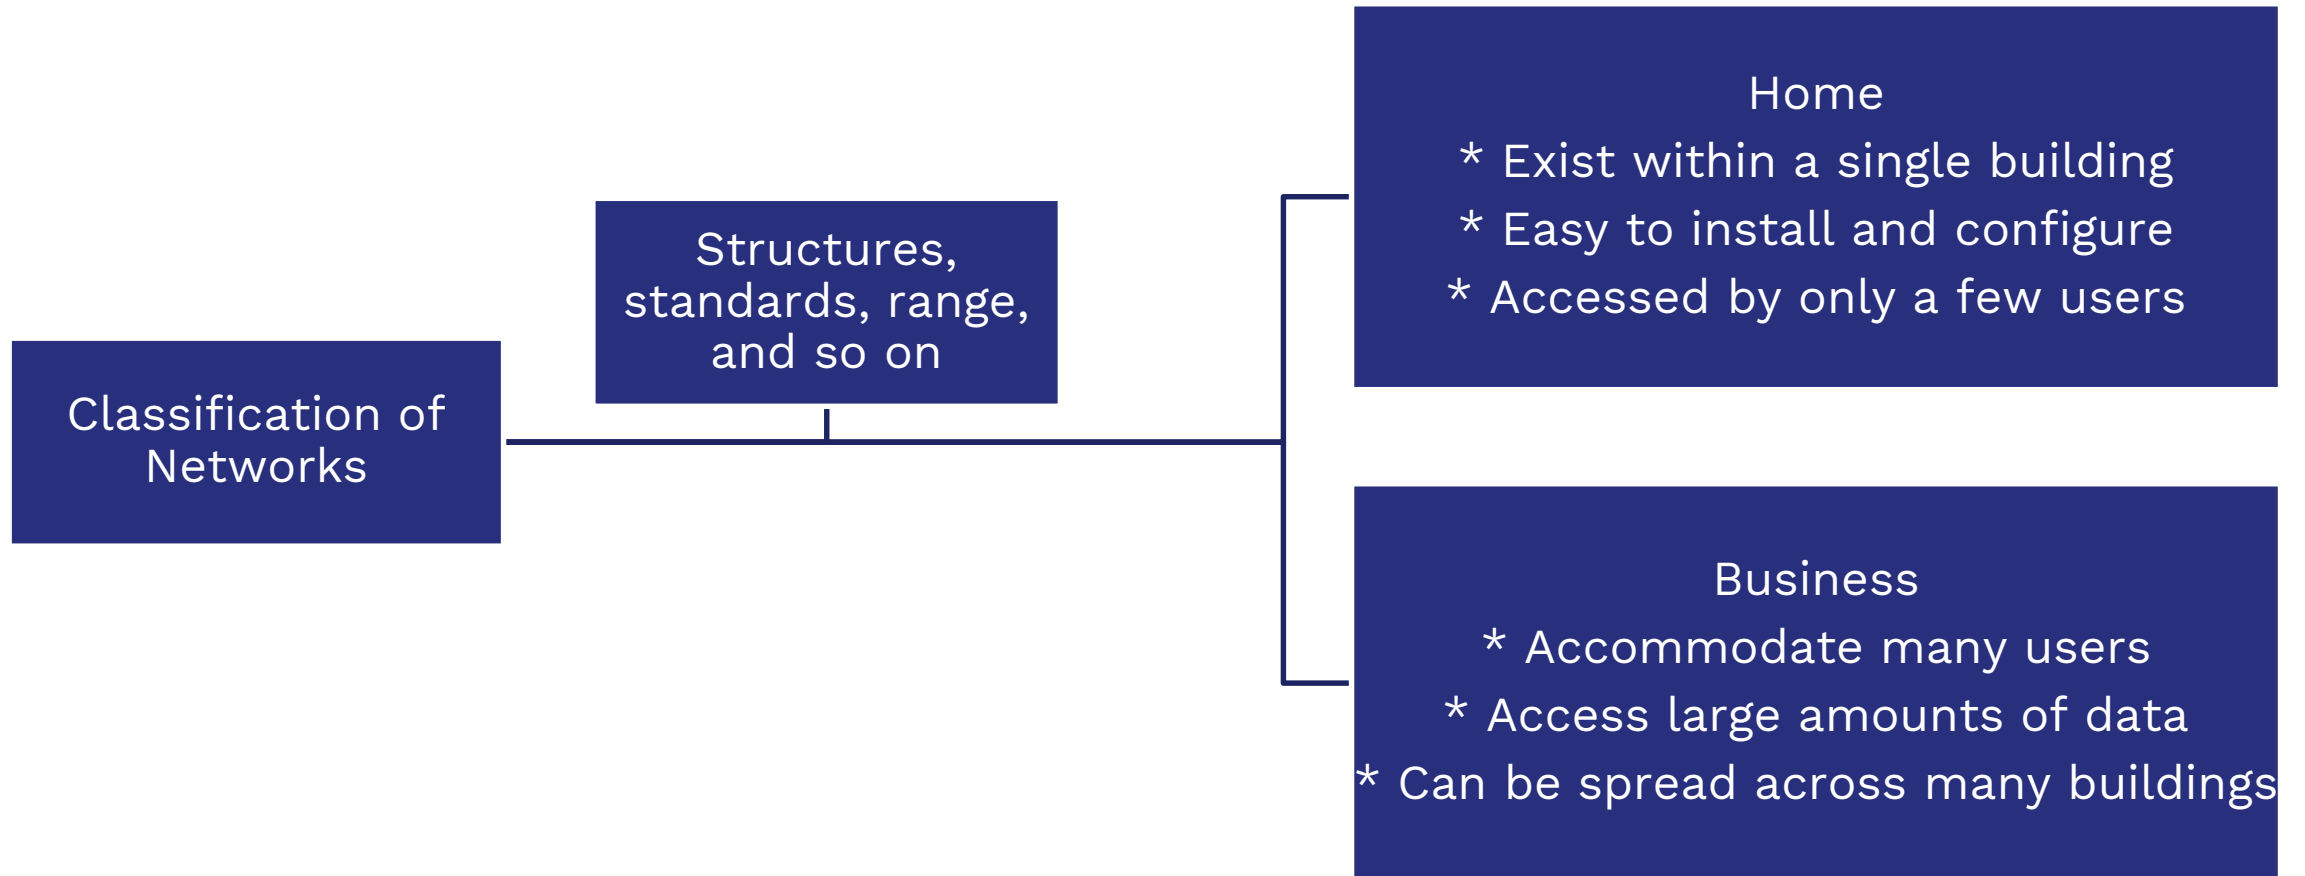 Classification of
Networks
Structures,
standards, range,
and so on
Home
* Exist within a single building
* Easy to install and configure
* Accessed by only a few users
Business
* Accommodate many users
* Access large amounts of data
* Can be spread across many buildings